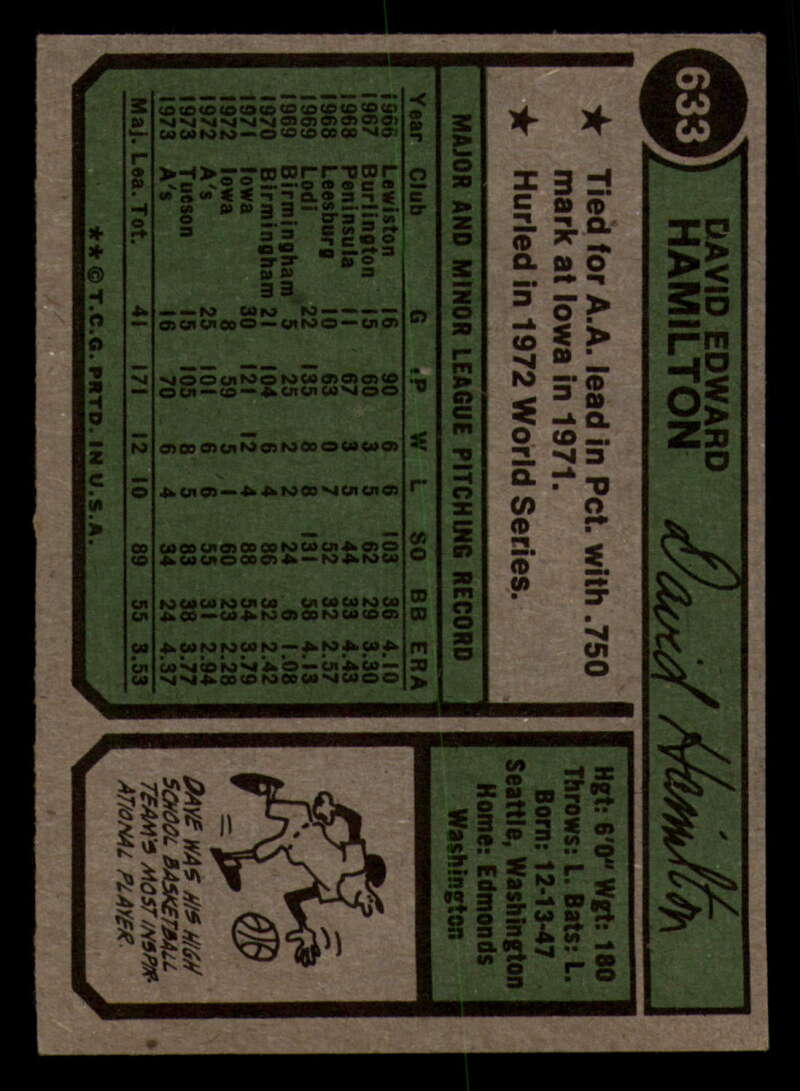 633
DAVID EDWARD
HAMILTON
David Hamilton
★ Tied for A.A. lead in Pct. with .750
mark at Iowa in 1971.
★ Hurled in 1972 World Series.
MAJOR AND MINOR LEAGUE PITCHING RECORD
Year Club G IP W L SO BB ERA
1966 Lewiston 16 90 6 6 103 36 4.10
1967 Burlington 15 60 3 5 62 29 3.30
1968 Peninsula 11 67 3 5 44 33 4.43
1968 Leesburg 10 63 0 7 52 32 2.57
1969 Lodi 22 135 8 8 131 58 4.13
1969 Birmingham 5 25 2 2 24 6 1.08
1970 Birmingham 21 104 6 4 86 32 2.42
1971 Iowa 30 121 12 4 88 54 3.79
1972 Iowa 8 59 5 1 60 23 2.28
1972 A's 25 101 6 6 55 31 2.94
1973 Tucson 15 105 8 5 83 38 3.77
1973 A's 16 70 6 4 34 24 4.37
Maj. Lea. Tot. 41 171 12 10 89 55 3.53
**©T.C.G. PRTD. IN U.S.A.
Hgt: 6'0" Wgt: 180
Throws: L. Bats: L.
Born: 12-13-47
Seattle, Washington
Home: Edmonds
Washington
DAVE WAS HIS HIGH
SCHOOL BASKETBALL
TEAM'S MOST INSPIR-
ATIONAL PLAYER.